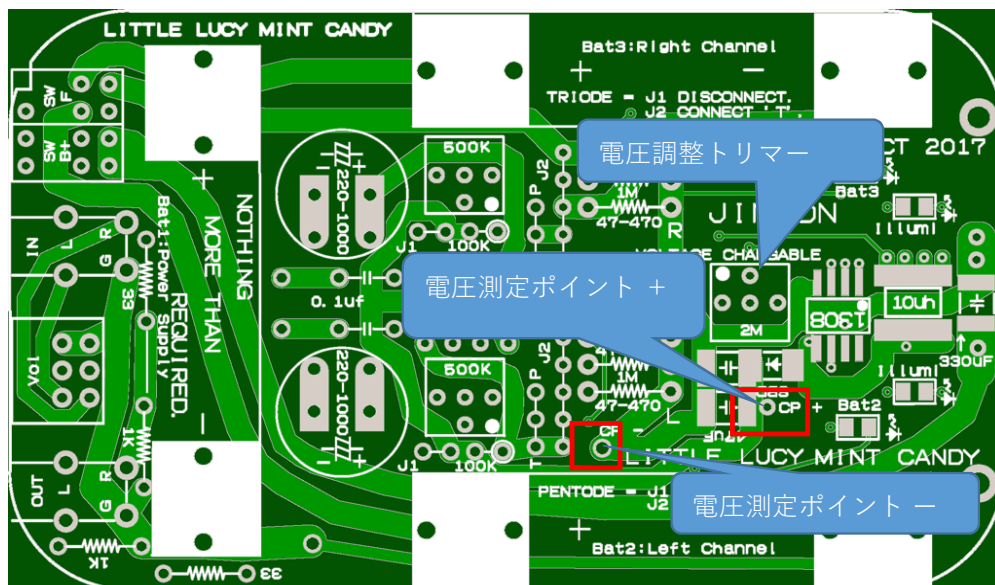 LITTLE LUCY MINT CANDY
Bat3:Right Channel
+ −
TRIODE = J1 DISCONNECT.
J2 CONNECT 'T'.
電圧調整トリマー
CT 2017
SW
F
SW
B+
500K
J2
P
1M
47-470
R
Bat3
Illumi
220-1000
+
−
J1
100K
T
VOLTAGE CHANGABLE
IN
L
R
G
33
Bat1:Power Supply
+
−
NOTHING
MORE THAN
REQUIRED.
0.1uf
電圧測定ポイント ＋
2M
1308
10uh
330uF
Vol
220-1000
+
−
500K
J2
P
1M
47-470
L
CP +
Bat2
Illumi
CP −
J1
100K
T
LITTLE LUCY MINT CANDY
1K
OUT
L
R
G
PENTODE = J1
J2
電圧測定ポイント ー
+
Bat2:Left Channel
1K
33